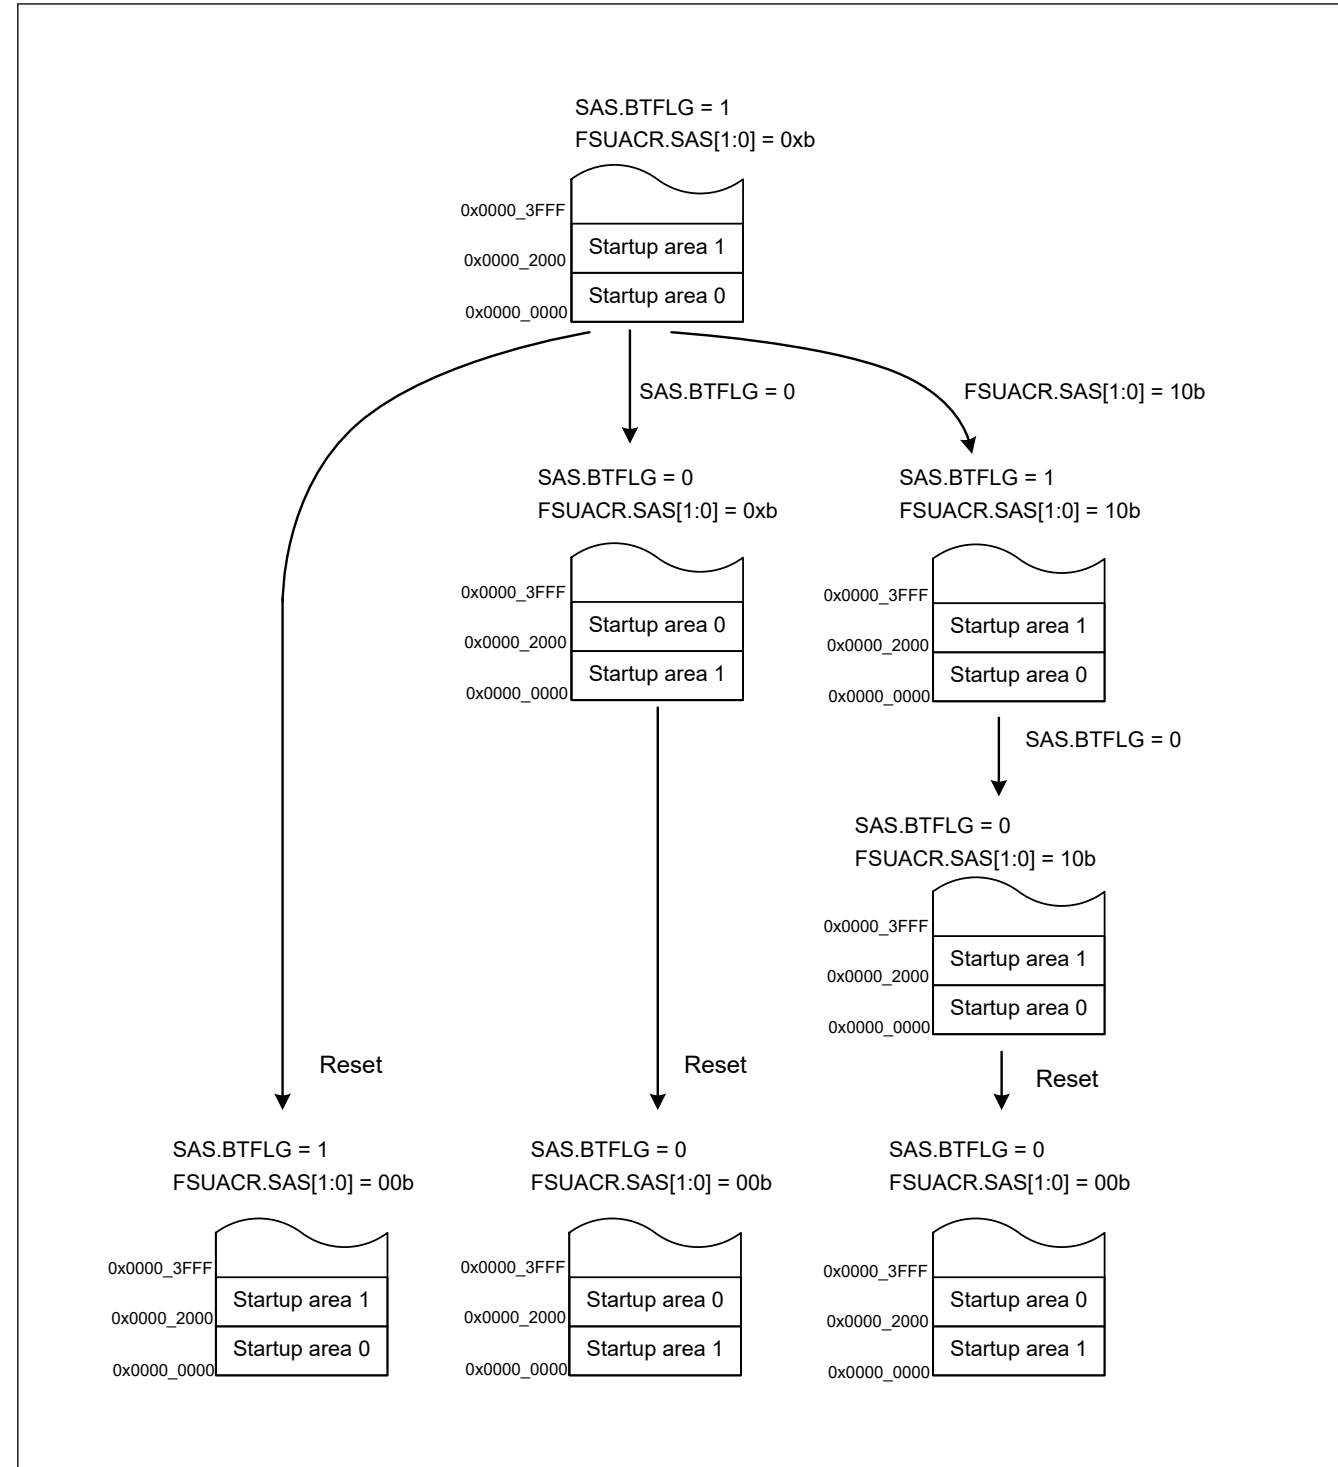 SAS.BTFLG = 1
FSUACR.SAS[1:0] = 0xb
0x0000_3FFF
Startup area 1
0x0000_2000
Startup area 0
0x0000_0000
SAS.BTFLG = 0
FSUACR.SAS[1:0] = 10b
SAS.BTFLG = 0
FSUACR.SAS[1:0] = 0xb
0x0000_3FFF
Startup area 0
0x0000_2000
Startup area 1
0x0000_0000
SAS.BTFLG = 1
FSUACR.SAS[1:0] = 10b
0x0000_3FFF
Startup area 1
0x0000_2000
Startup area 0
0x0000_0000
SAS.BTFLG = 0
SAS.BTFLG = 0
FSUACR.SAS[1:0] = 10b
0x0000_3FFF
Startup area 1
0x0000_2000
Startup area 0
0x0000_0000
Reset
Reset
Reset
SAS.BTFLG = 1
FSUACR.SAS[1:0] = 00b
0x0000_3FFF
Startup area 1
0x0000_2000
Startup area 0
0x0000_0000
SAS.BTFLG = 0
FSUACR.SAS[1:0] = 00b
0x0000_3FFF
Startup area 0
0x0000_2000
Startup area 1
0x0000_0000
SAS.BTFLG = 0
FSUACR.SAS[1:0] = 00b
0x0000_3FFF
Startup area 0
0x0000_2000
Startup area 1
0x0000_0000